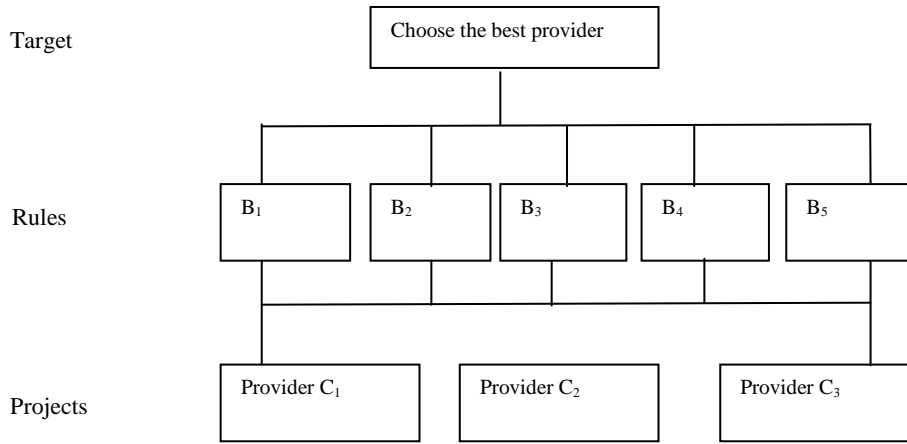 Target
Choose the best provider
Rules
B₁
B₂
B₃
B₄
B₅
Projects
Provider C₁
Provider C₂
Provider C₃